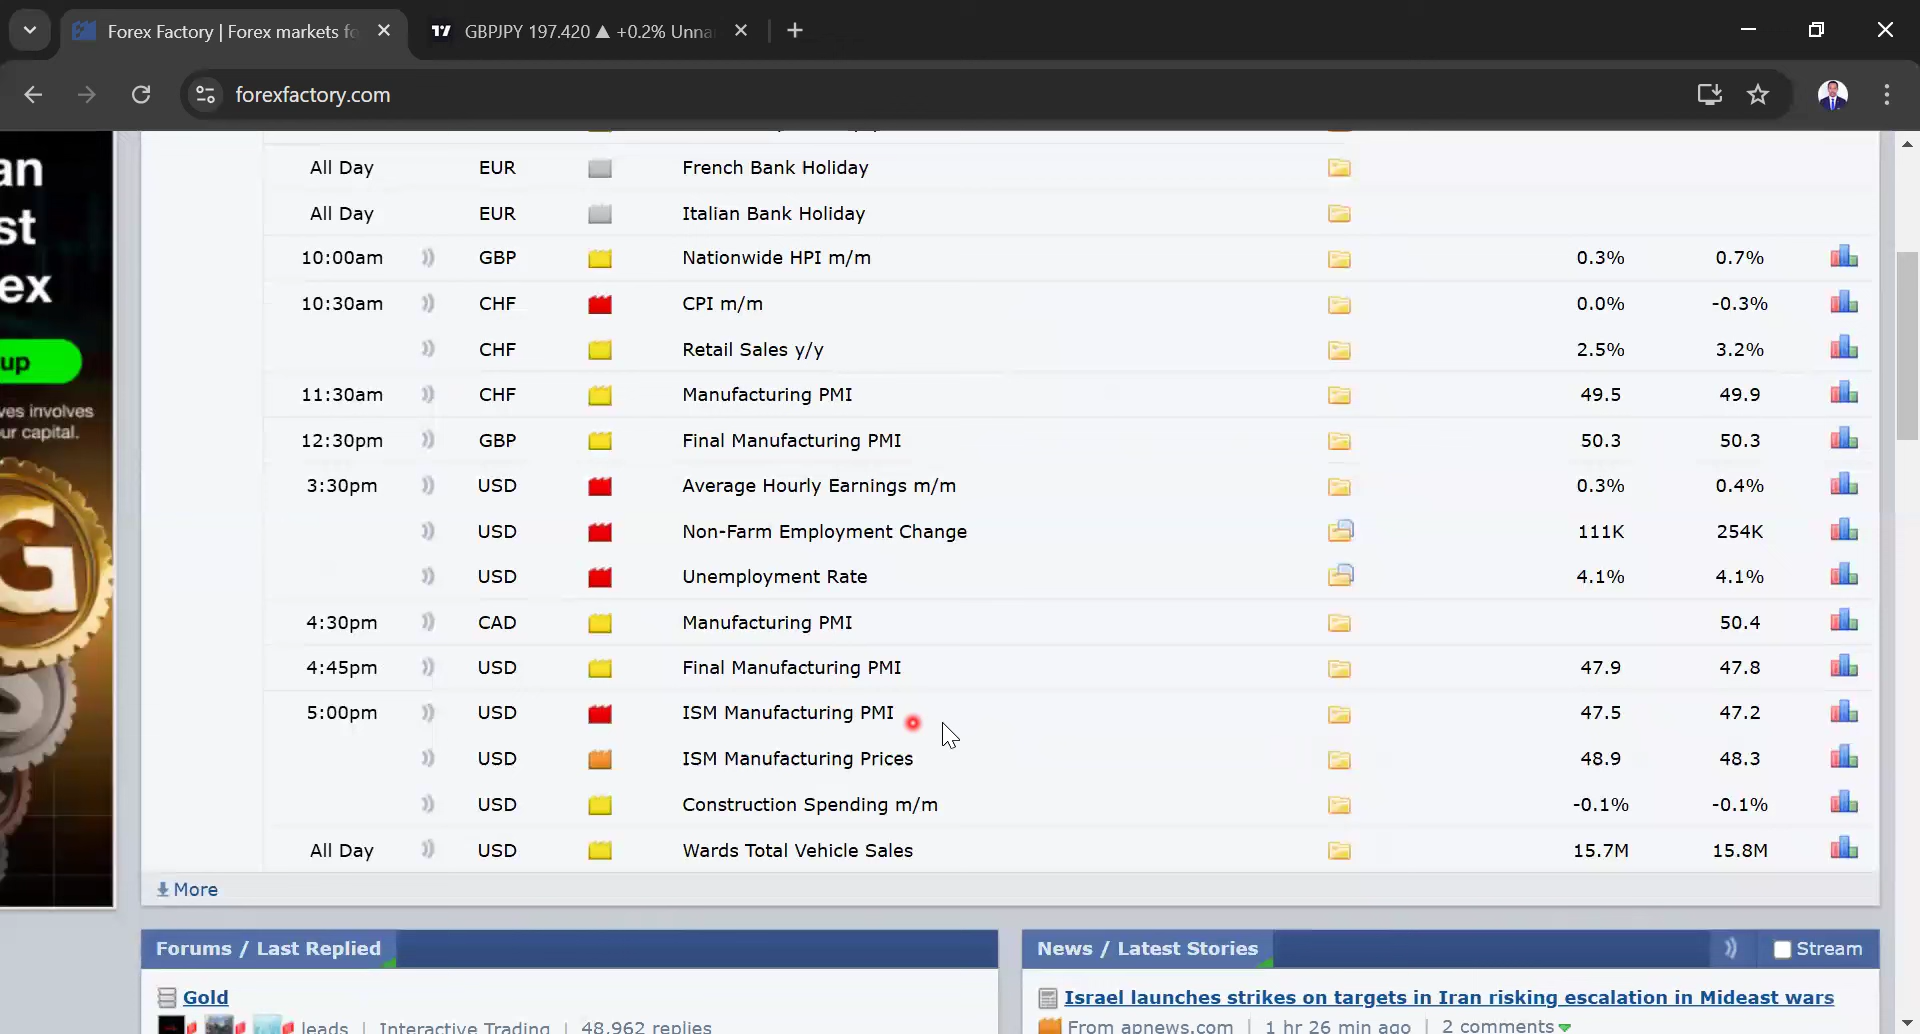 Forex Factory | Forex markets fo
GBPJPY 197.420 ▲ +0.2% Unna
forexfactory.com
an
st
ex
up
ves involves
ur capital.
All Day EUR French Bank Holiday
All Day EUR Italian Bank Holiday
10:00am GBP Nationwide HPI m/m 0.3% 0.7%
10:30am CHF CPI m/m 0.0% -0.3%
CHF Retail Sales y/y 2.5% 3.2%
11:30am CHF Manufacturing PMI 49.5 49.9
12:30pm GBP Final Manufacturing PMI 50.3 50.3
3:30pm USD Average Hourly Earnings m/m 0.3% 0.4%
USD Non-Farm Employment Change 111K 254K
USD Unemployment Rate 4.1% 4.1%
4:30pm CAD Manufacturing PMI 50.4
4:45pm USD Final Manufacturing PMI 47.9 47.8
5:00pm USD ISM Manufacturing PMI 47.5 47.2
USD ISM Manufacturing Prices 48.9 48.3
USD Construction Spending m/m -0.1% -0.1%
All Day USD Wards Total Vehicle Sales 15.7M 15.8M
More
Forums / Last Replied
Gold
leads | Interactive Trading | 48,962 replies
News / Latest Stories
Stream
Israel launches strikes on targets in Iran risking escalation in Mideast wars
From apnews.com | 1 hr 26 min ago | 2 comments